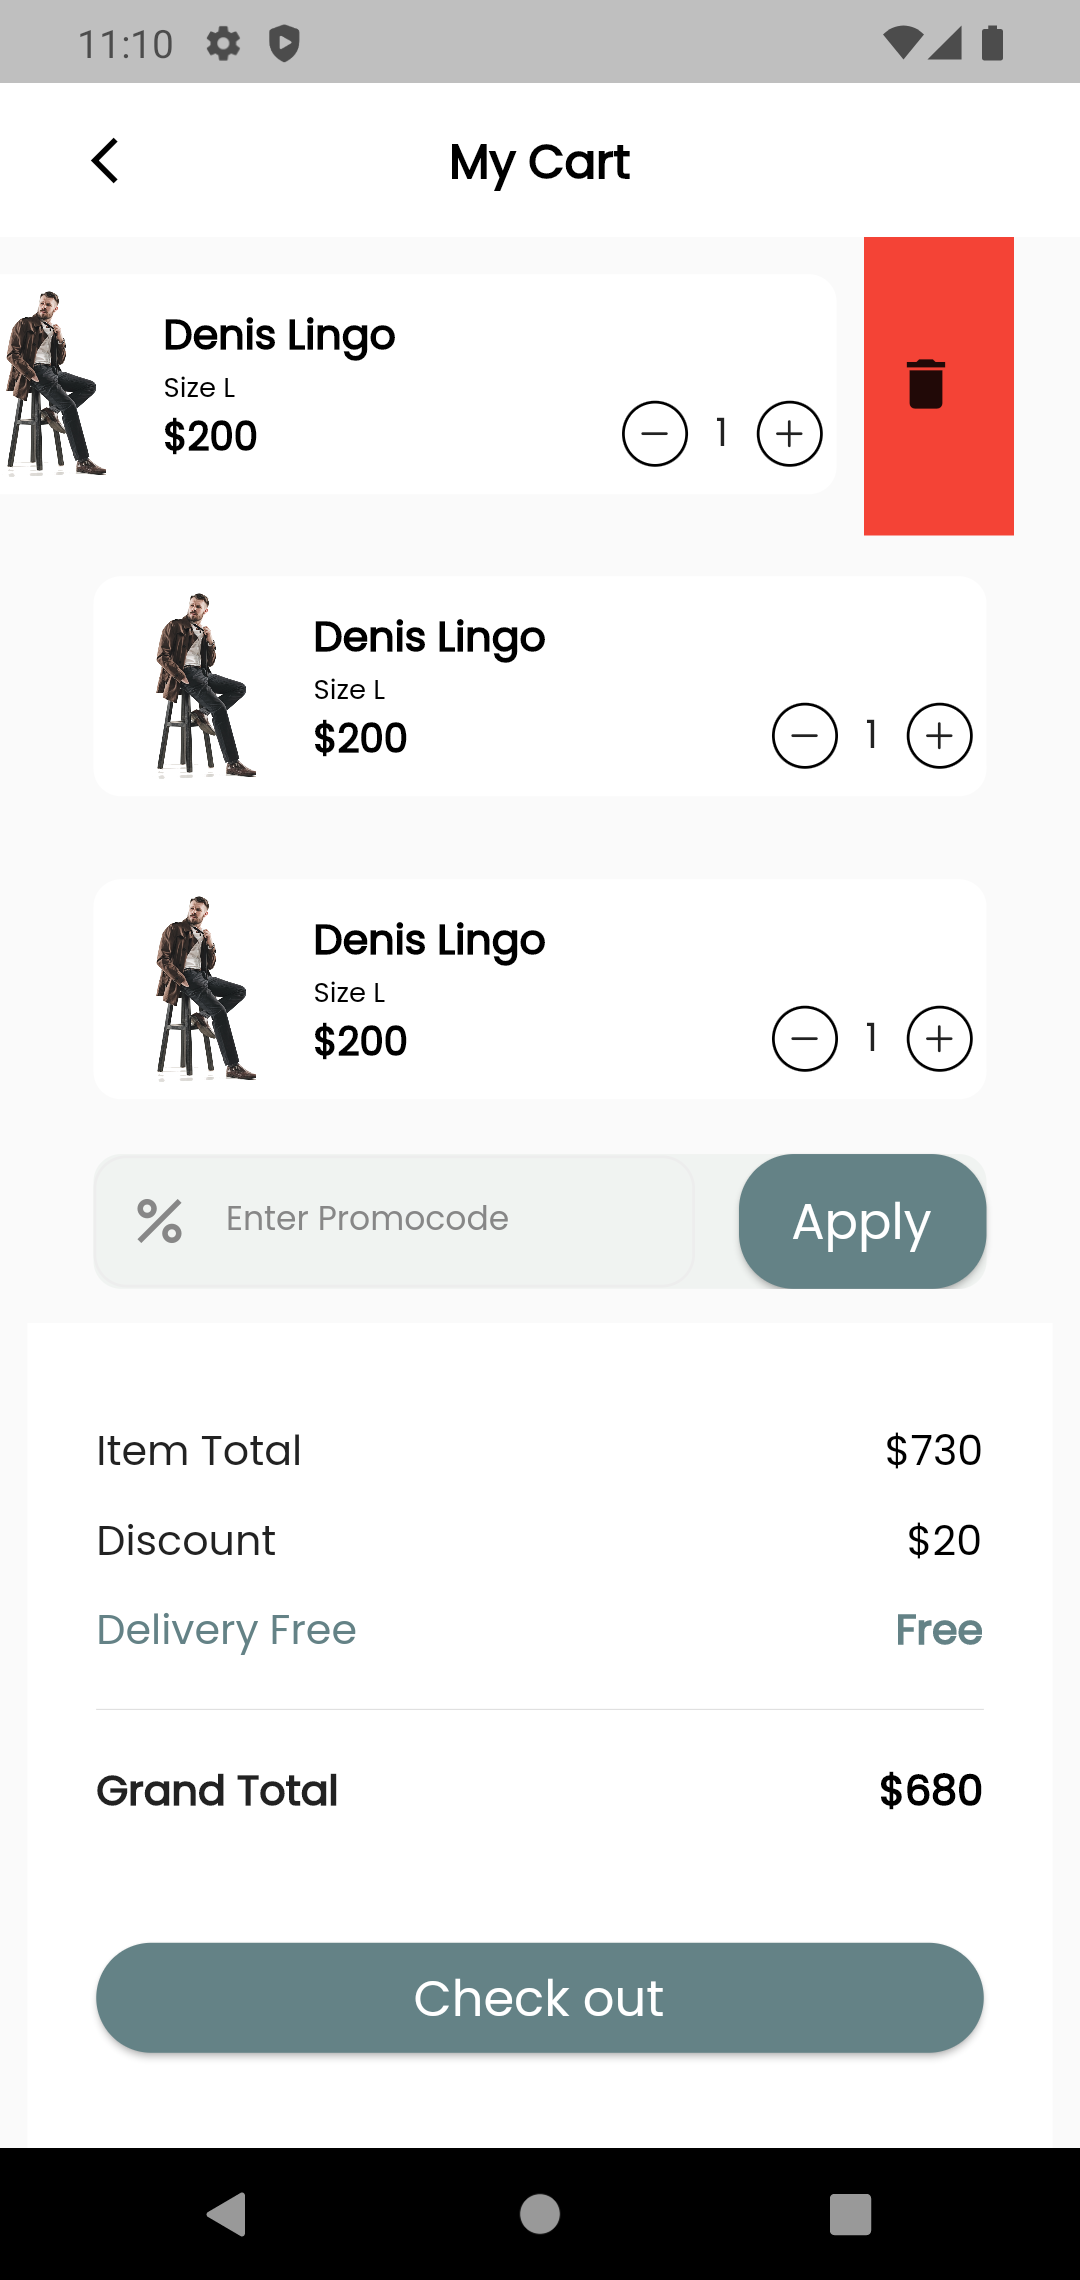 11:10
My Cart
Denis Lingo
Size L
$200
1
Denis Lingo
Size L
$200
1
Denis Lingo
Size L
$200
1
Enter Promocode
Apply
Item Total $730
Discount $20
Delivery Free Free
Grand Total $680
Check out